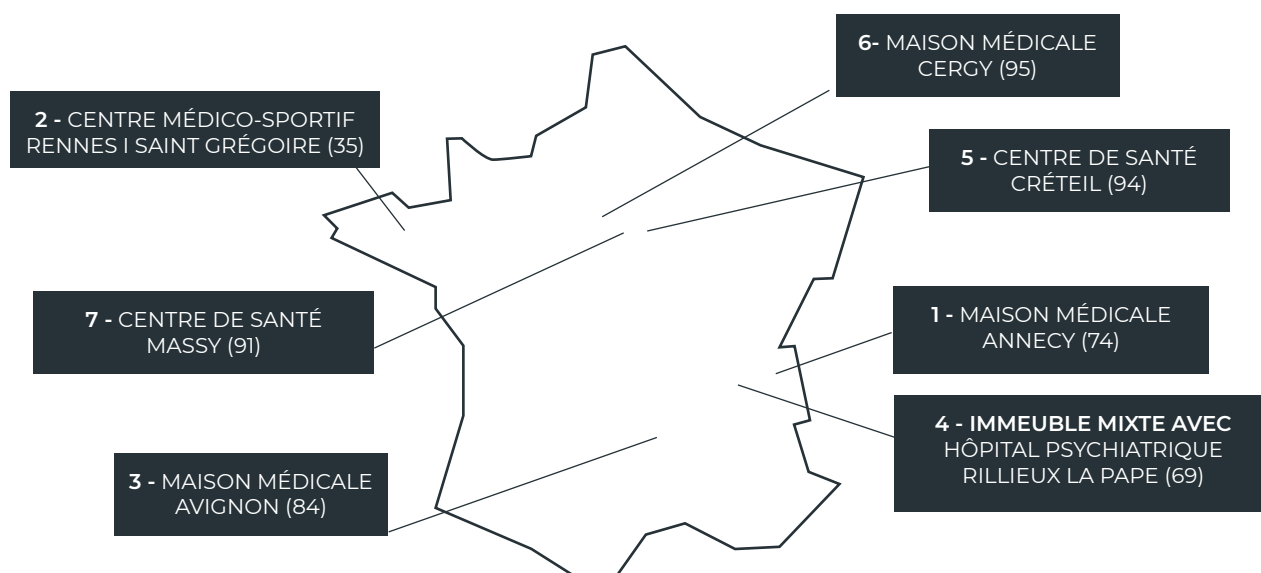 6- MAISON MÉDICALE
CERGY (95)
2 - CENTRE MÉDICO-SPORTIF
RENNES I SAINT GRÉGOIRE (35)
5 - CENTRE DE SANTÉ
CRÉTEIL (94)
7 - CENTRE DE SANTÉ
MASSY (91)
1 - MAISON MÉDICALE
ANNECY (74)
4 - IMMEUBLE MIXTE AVEC
HÔPITAL PSYCHIATRIQUE
RILLIEUX LA PAPE (69)
3 - MAISON MÉDICALE
AVIGNON (84)